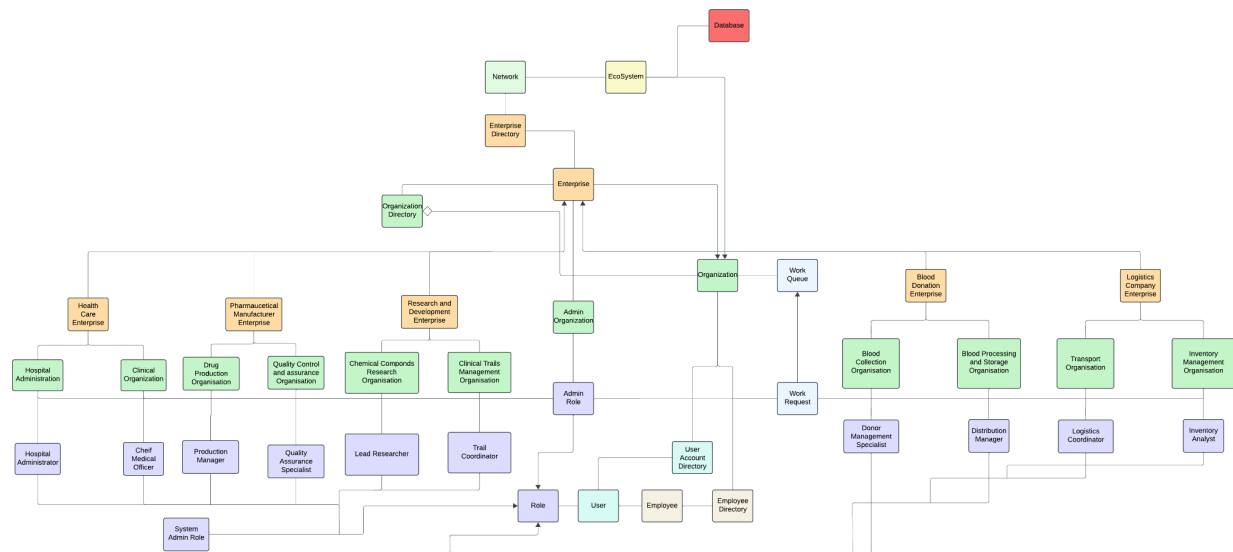 Database
Network
EcoSystem
Enterprise
Directory
Enterprise
Organization
Directory
Organization
Work
Queue
Blood
Donation
Enterprise
Logistics
Company
Enterprise
Health
Care
Enterprise
Pharmaucetical
Manufacturer
Enterprise
Research and
Development
Enterprise
Admin
Organization
Hospital
Administration
Clinical
Organization
Drug
Production
Organisation
Quality Control
and assurance
Organisation
Chemical Componds
Research
Organisation
Clinical Trails
Management
Organisation
Blood
Collection
Organisation
Blood Processing
and Storage
Organisation
Transport
Organisation
Inventory
Management
Organisation
Admin
Role
Work
Request
Hospital
Administrator
Cheif
Medical
Officer
Production
Manager
Quality
Assurance
Specialist
Lead Researcher
Trail
Coordinator
User
Account
Directory
Donor
Management
Specialist
Distribution
Manager
Logistics
Coordinator
Inventory
Analyst
System
Admin Role
Role
User
Employee
Employee
Directory